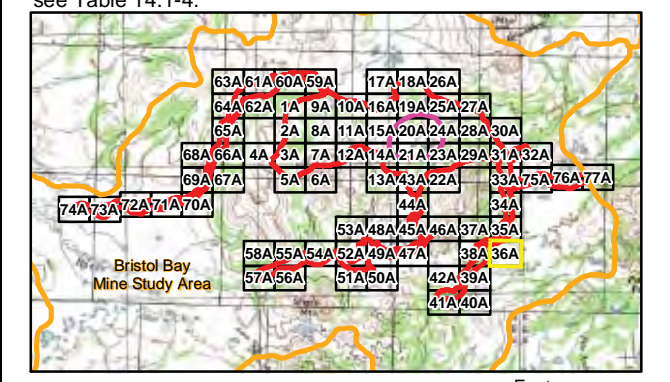 see Table 14.1-4.
63A 61A 60A 59A 17A 18A 26A
64A 62A 1A 9A 10A 16A 19A 25A 27A
65A 2A 8A 11A 15A 20A 24A 28A 30A
68A 66A 4A 3A 7A 12A 14A 21A 23A 29A 31A 32A
69A 67A 5A 6A 13A 43A 22A 33A 75A 76A 77A
74A 73A 72A 71A 70A 44A 34A
53A 48A 45A 46A 37A 35A
58A 55A 54A 52A 49A 47A 38A 36A
Bristol Bay
Mine Study Area
57A 56A 51A 50A 42A 39A
41A 40A